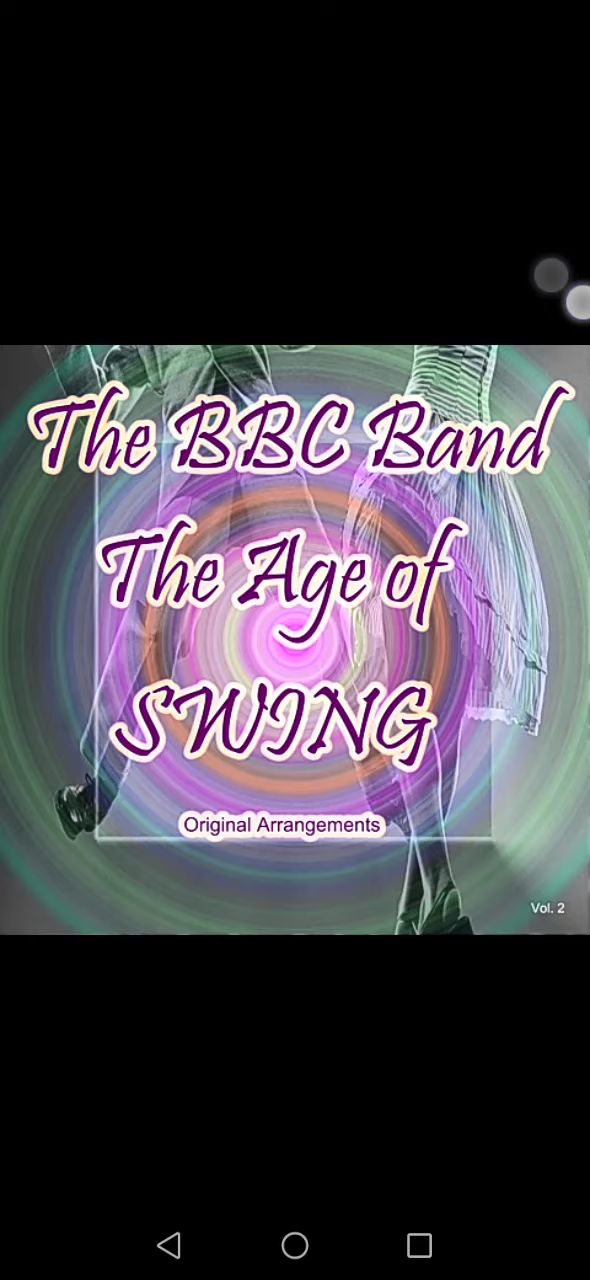 The BBC Band
The Age of
SWING
Original Arrangements
Vol. 2